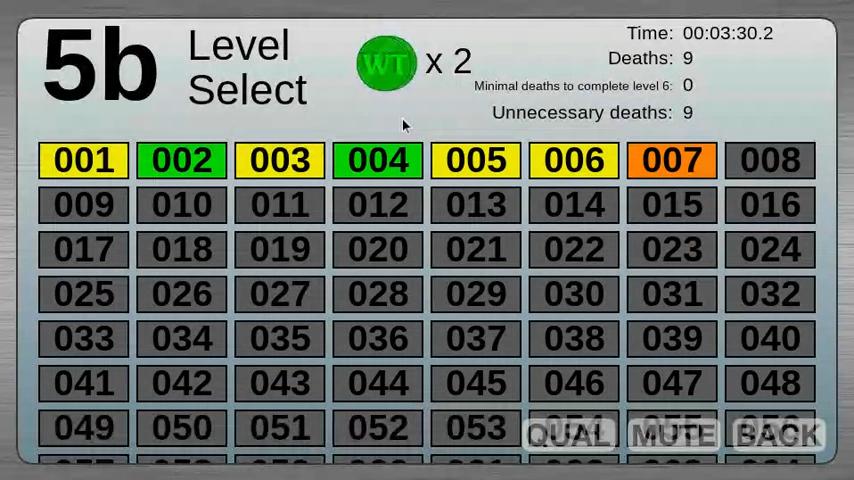 5b
Level
Select
WT x 2
Time: 00:03:30.2
Deaths: 9
Minimal deaths to complete level 6: 0
Unnecessary deaths: 9
001 002 003 004 005 006 007 008
009 010 011 012 013 014 015 016
017 018 019 020 021 022 023 024
025 026 027 028 029 030 031 032
033 034 035 036 037 038 039 040
041 042 043 044 045 046 047 048
049 050 051 052 053 054 055 056
QUAL MUTE BACK